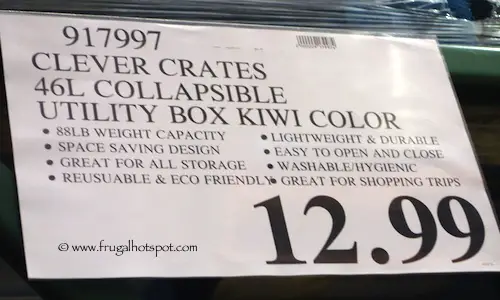 917997
CLEVER CRATES
46L COLLAPSIBLE
UTILITY BOX KIWI COLOR
• 88LB WEIGHT CAPACITY
• SPACE SAVING DESIGN
• GREAT FOR ALL STORAGE
• REUSUABLE & ECO FRIENDLY
• LIGHTWEIGHT & DURABLE
• EASY TO OPEN AND CLOSE
• WASHABLE/HYGIENIC
• GREAT FOR SHOPPING TRIPS
12.99
© www.frugalhotspot.com